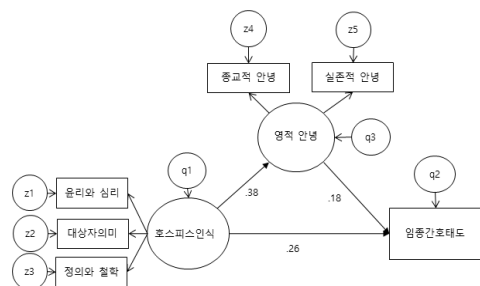 z4
z5
종교적 안녕
실존적 안녕
영적 안녕
q3
q1
q2
.38
.18
z1
윤리와 심리
z2
대상자의미
호스피스인식
임종간호태도
.26
z3
정의와 철학